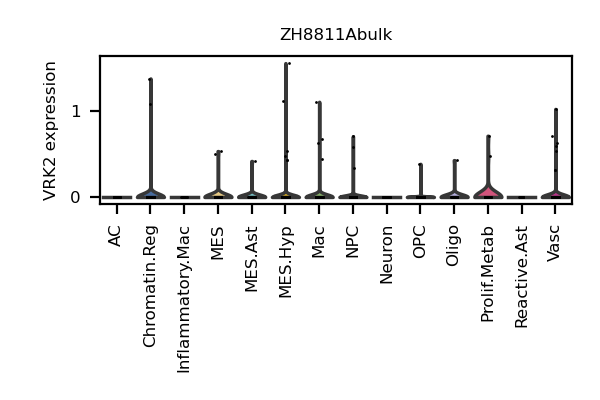 ZH8811Abulk
VRK2 expression
1
0
AC
Chromatin.Reg
Inflammatory.Mac
MES
MES.Ast
MES.Hyp
Mac
NPC
Neuron
OPC
Oligo
Prolif.Metab
Reactive.Ast
Vasc